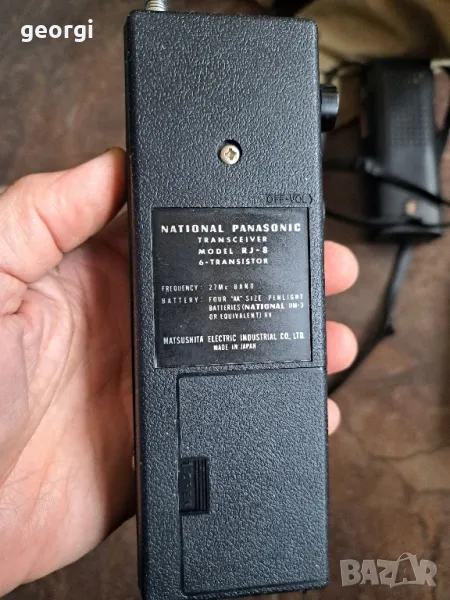 georgi
OFF-VOL
NATIONAL PANASONIC
TRANSCEIVER
MODEL RJ-8
6-TRANSISTOR
FREQUENCY: 27Mc BAND
BATTERY: FOUR "AA" SIZE PENLIGHT
BATTERIES (NATIONAL UM-3
OR EQUIVALENT) 6V
MATSUSHITA ELECTRIC INDUSTRIAL CO., LTD.
MADE IN JAPAN
BAZAR